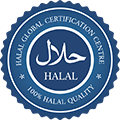 HALAL GLOBAL CERTIFICATION CENTRE
حلال
HALAL
100% HALAL QUALITY